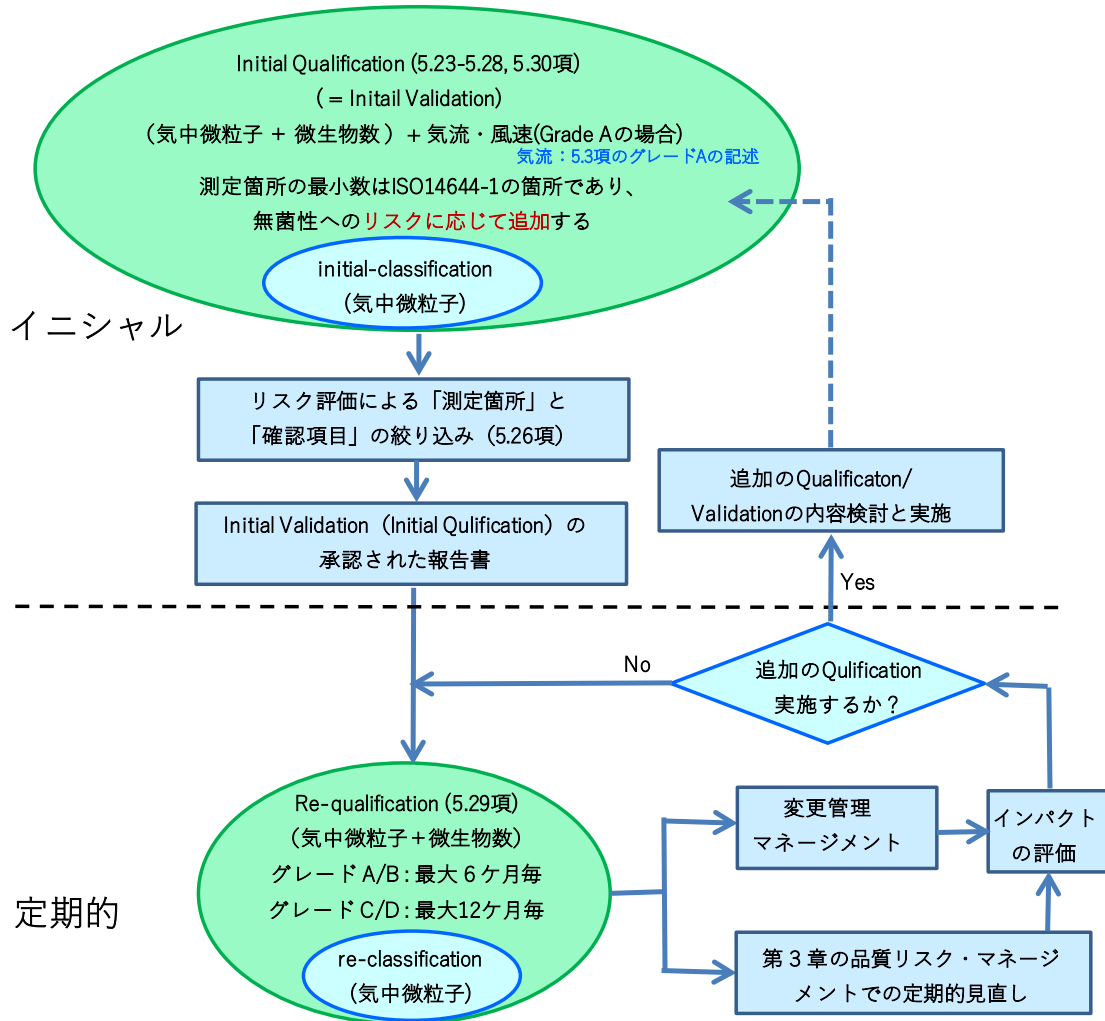 Initial Qualification (5.23-5.28, 5.30項)
( = Initail Validation)
（気中微粒子 + 微生物数 ）+ 気流・風速(Grade Aの場合)
気流：5.3項のグレードAの記述
測定箇所の最小数はISO14644-1の箇所であり、
無菌性へのリスクに応じて追加する
initial-classification
(気中微粒子)
イニシャル
リスク評価による「測定箇所」と
「確認項目」の絞り込み（5.26項）
Initial Validation（Initial Qulification）の
承認された報告書
追加のQualificaton/
Validationの内容検討と実施
Yes
No
追加のQulification
実施するか？
Re-qualification (5.29項)
（気中微粒子＋微生物数）
グレード A/B : 最大 6 ケ月毎
グレード C/D : 最大12ケ月毎
re-classification
(気中微粒子)
定期的
変更管理
マネージメント
インパクト
の評価
第 3 章の品質リスク・マネージ
メントでの定期的見直し